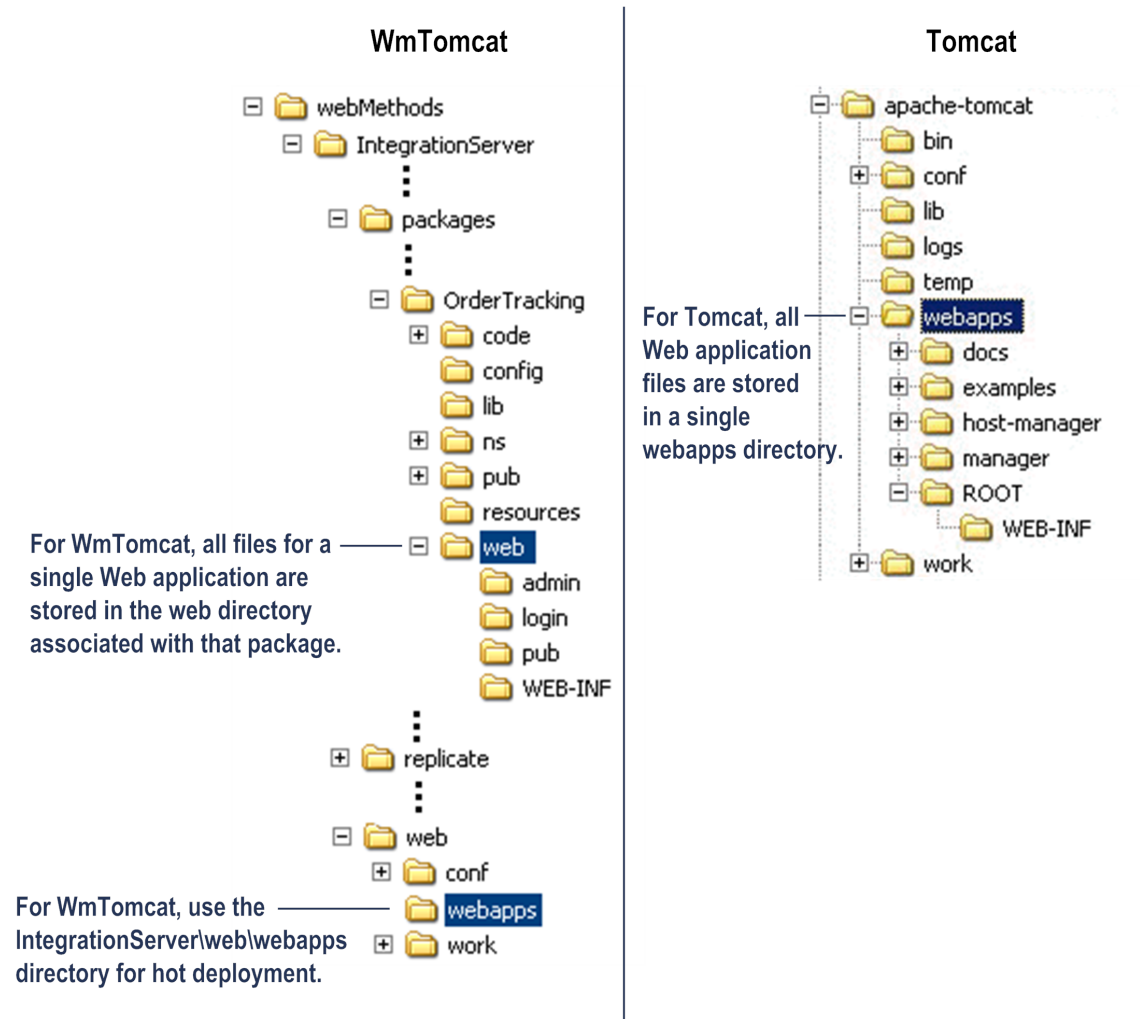 WmTomcat
webMethods
IntegrationServer
packages
OrderTracking
code
config
lib
ns
pub
resources
For WmTomcat, all files for a
single Web application are
stored in the web directory
associated with that package.
web
admin
login
pub
WEB-INF
replicate
web
conf
For WmTomcat, use the
IntegrationServer\web\webapps
directory for hot deployment.
webapps
work
Tomcat
apache-tomcat
bin
conf
lib
logs
temp
For Tomcat, all
Web application
files are stored
in a single
webapps directory.
webapps
docs
examples
host-manager
manager
ROOT
WEB-INF
work